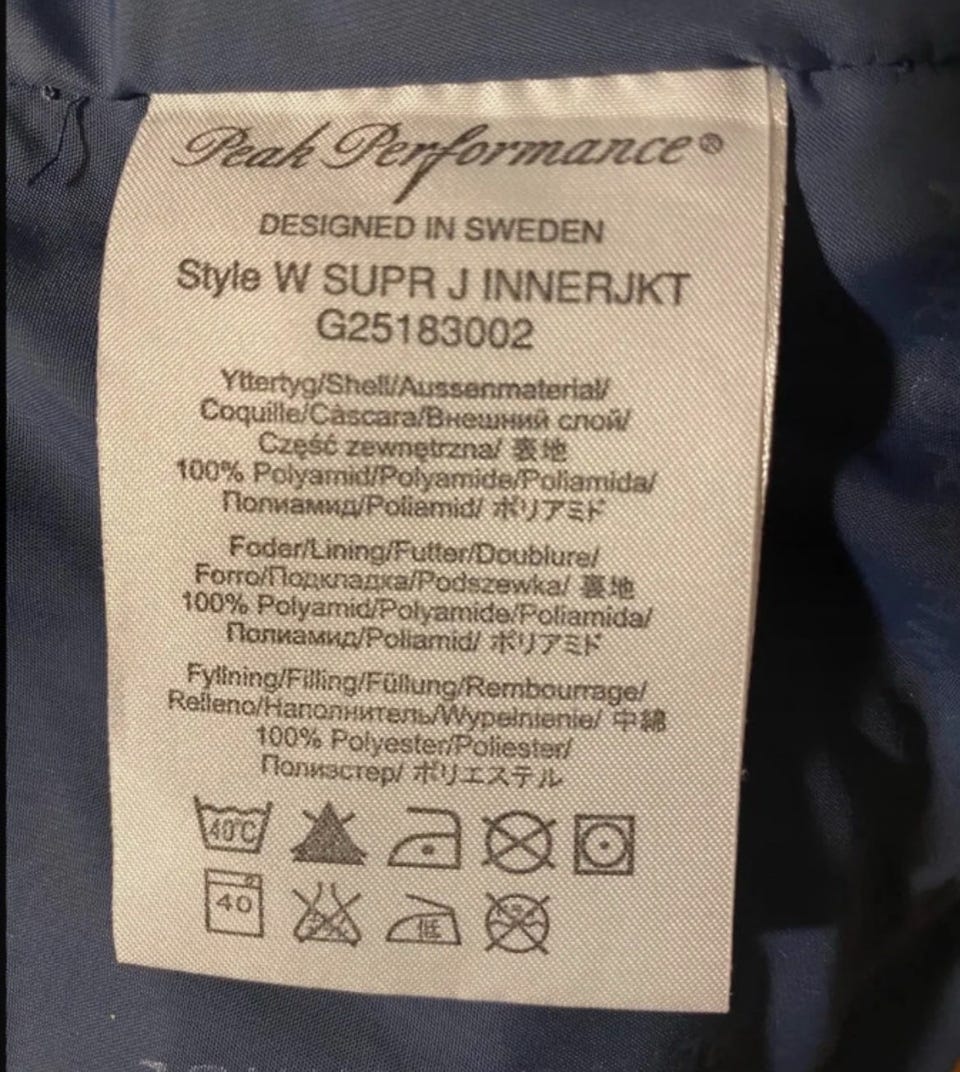 Peak Performance®
DESIGNED IN SWEDEN
Style W SUPR J INNERJKT
G25183002
Yttertyg/Shell/Aussenmaterial/
Coquille/Càscara/Внешний слой/
Część zewnętrzna/ 表地
100% Polyamid/Polyamide/Poliamida/
Полиамид/Poliamid/ ポリアミド
Foder/Lining/Futter/Doublure/
Forro/Подкладка/Podszewka/ 裏地
100% Polyamid/Polyamide/Poliamida/
Полиамид/Poliamid/ ポリアミド
Fyllning/Filling/Füllung/Rembourrage/
Relleno/Наполнитель/Wypełnienie/ 中綿
100% Polyester/Poliester/
Полиэстер/ ポリエステル
40°C
40 低